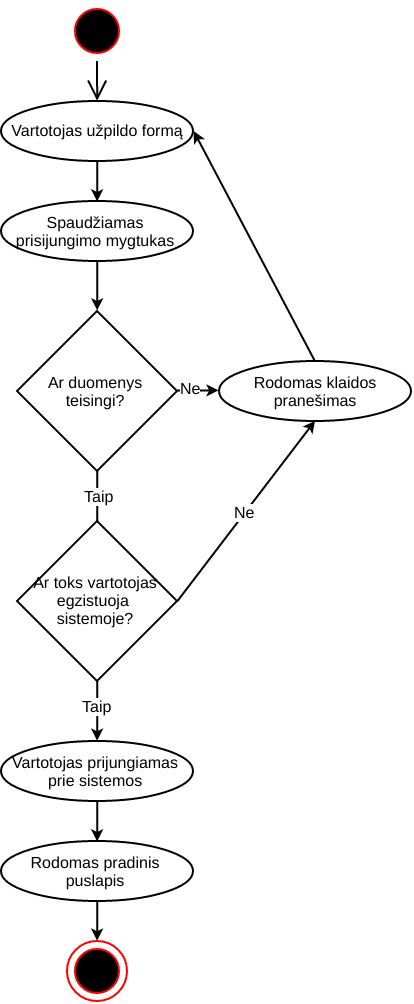 Vartotojas užpildo formą
Spaudžiamas
prisijungimo mygtukas
Ar duomenys
teisingi?
Ne
Rodomas klaidos
pranešimas
Taip
Ne
Ar toks vartotojas
egzistuoja
sistemoje?
Taip
Vartotojas prijungiamas
prie sistemos
Rodomas pradinis
puslapis